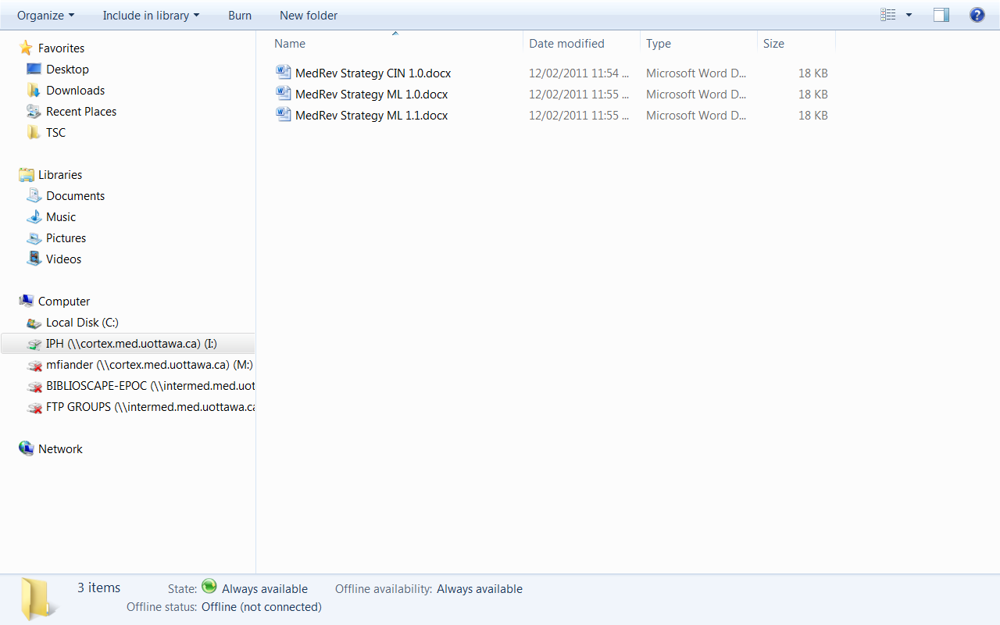 Organize Include in library Burn New folder
Name Date modified Type Size
MedRev Strategy CIN 1.0.docx 12/02/2011 11:54 ... Microsoft Word D... 18 KB
MedRev Strategy ML 1.0.docx 12/02/2011 11:55 ... Microsoft Word D... 18 KB
MedRev Strategy ML 1.1.docx 12/02/2011 11:55 ... Microsoft Word D... 18 KB
Favorites
Desktop
Downloads
Recent Places
TSC
Libraries
Documents
Music
Pictures
Videos
Computer
Local Disk (C:)
IPH (\\cortex.med.uottawa.ca) (I:)
mfiander (\\cortex.med.uottawa.ca) (M:)
BIBLIOSCAPE-EPOC (\\intermed.med.uot
FTP GROUPS (\\intermed.med.uottawa.ca
Network
3 items State: Always available Offline availability: Always available
Offline status: Offline (not connected)